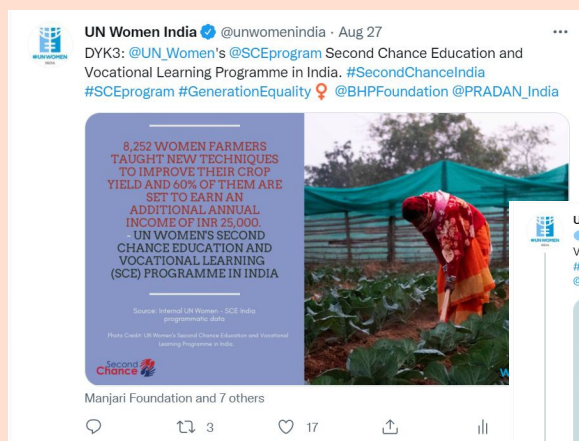 UN Women India @unwomenindia · Aug 27
DYK3: @UN_Women's @SCEprogram Second Chance Education and
Vocational Learning Programme in India. #SecondChanceIndia
#SCEprogram #GenerationEquality @BHPFoundation @PRADAN_India
8,252 WOMEN FARMERS
TAUGHT NEW TECHNIQUES
TO IMPROVE THEIR CROP
YIELD AND 60% OF THEM ARE
SET TO EARN AN
ADDITIONAL ANNUAL
INCOME OF INR 25,000.
- UN WOMEN'S SECOND
CHANCE EDUCATION AND
VOCATIONAL LEARNING
(SCE) PROGRAMME IN INDIA
Source: Internal UN Women - SCE India
programmatic data
Photo Credit: UN Women's Second Chance Education and Vocational
Learning Programme in India.
Second
Chance
Manjari Foundation and 7 others
3 17